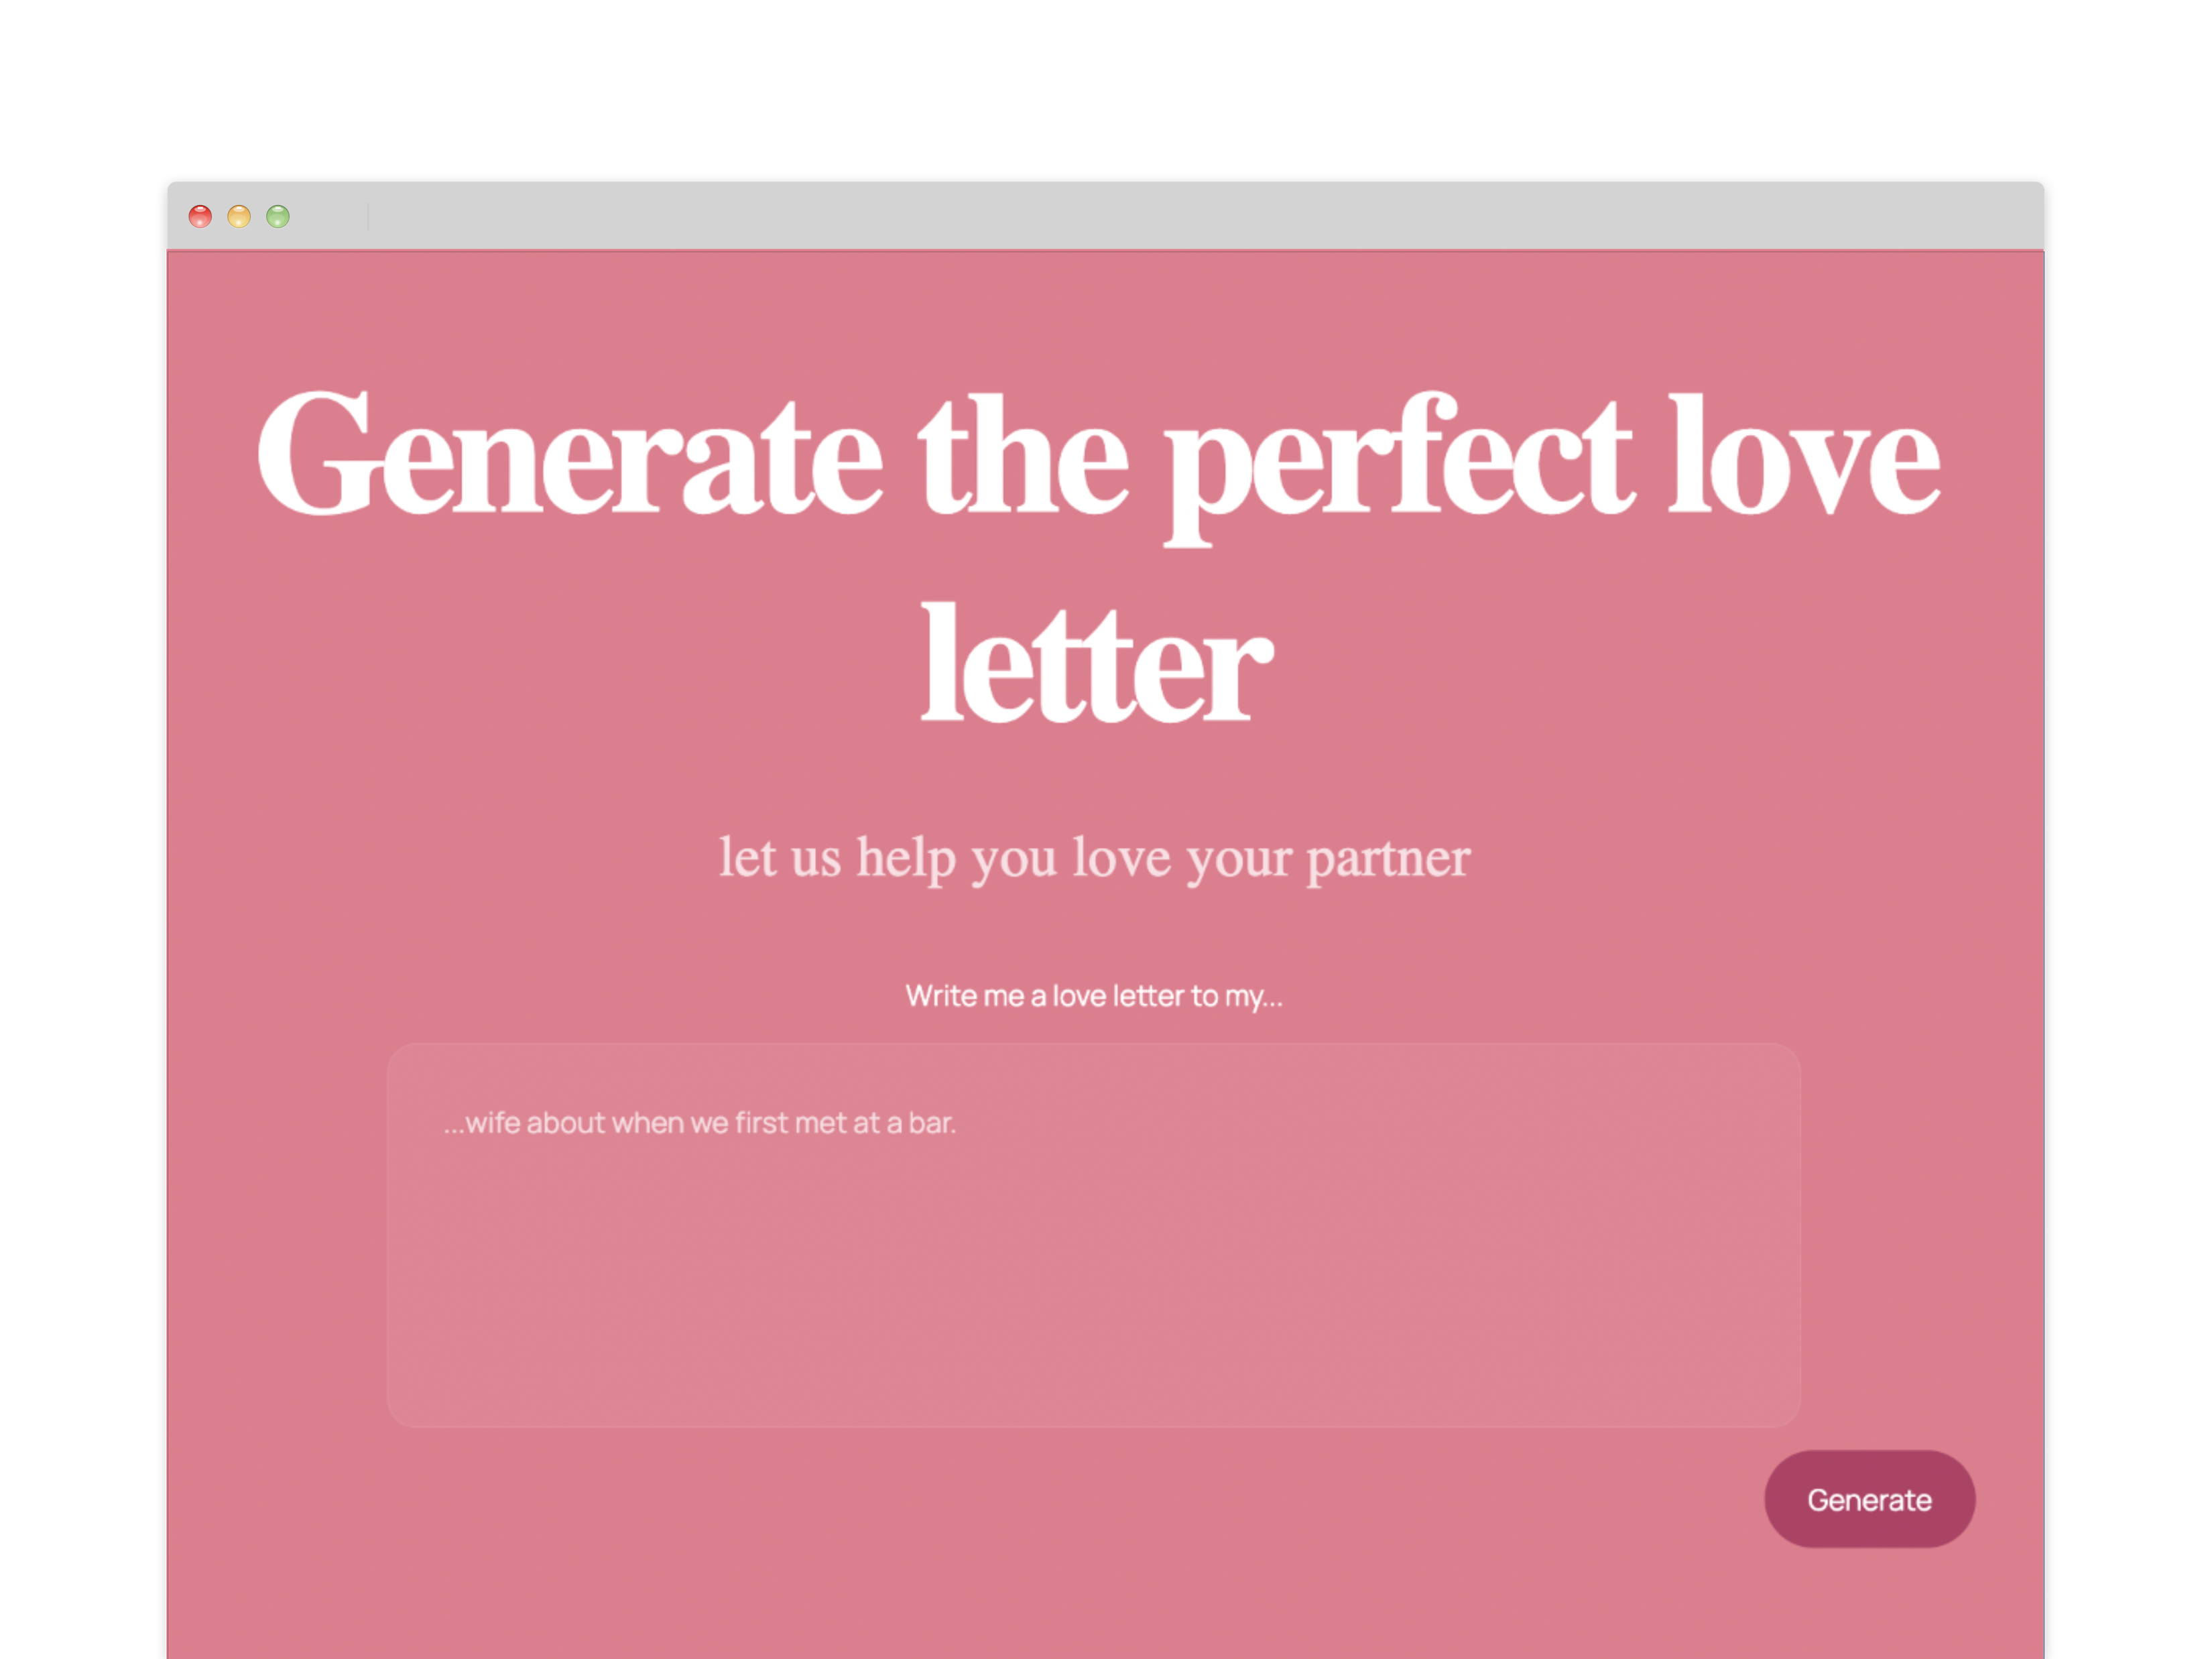 Generate the perfect love
letter
let us help you love your partner
Write me a love letter to my...
...wife about when we first met at a bar.
Generate